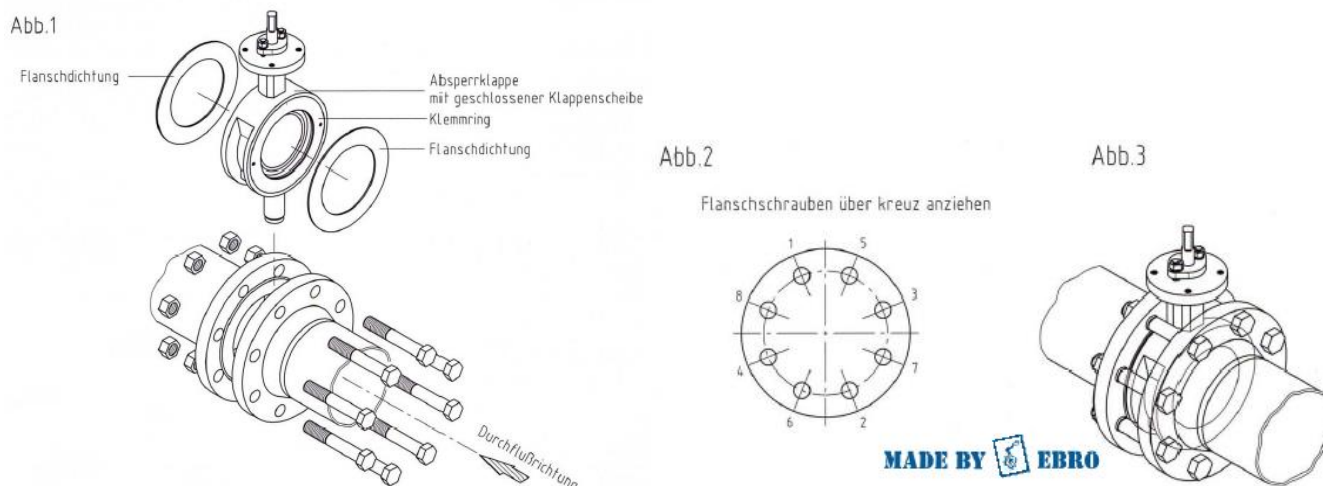 Abb.1
Flanschdichtung
Absperrklappe
mit geschlossener Klappenscheibe
Klemmring
Flanschdichtung
Durchflußrichtung
Abb.2
Flanschschrauben über kreuz anziehen
1
5
8
3
4
7
6
2
MADE BY EBRO
Abb.3